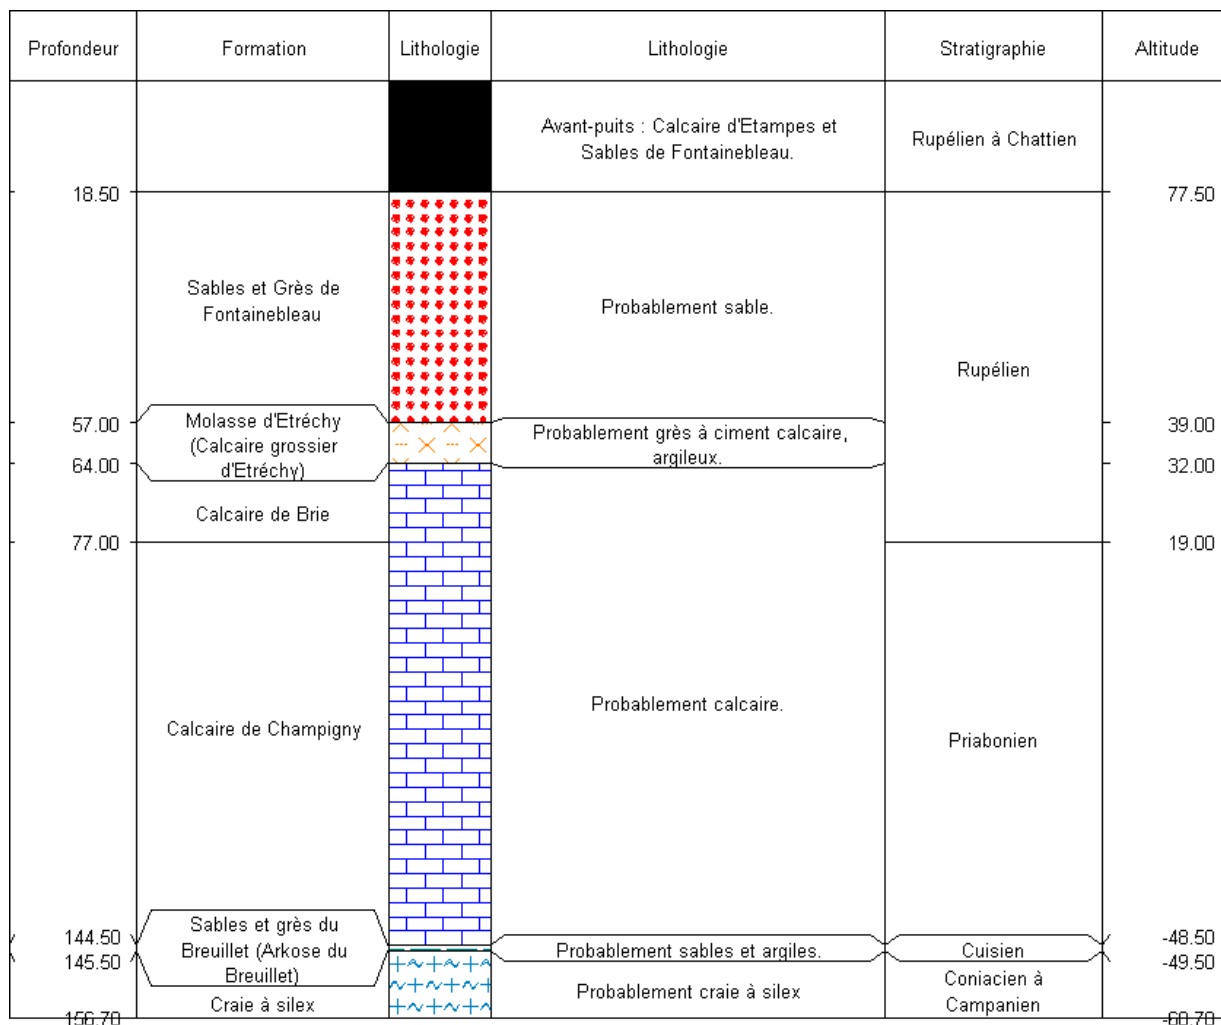 Profondeur
Formation
Lithologie
Lithologie
Stratigraphie
Altitude
Avant-puits : Calcaire d'Etampes et
Sables de Fontainebleau.
Rupélien à Chattien
18.50
77.50
Sables et Grès de
Fontainebleau
Probablement sable.
Rupélien
57.00
Molasse d'Etréchy
(Calcaire grossier
d'Etréchy)
Probablement grès à ciment calcaire,
argileux.
39.00
64.00
32.00
Calcaire de Brie
77.00
19.00
Calcaire de Champigny
Probablement calcaire.
Priabonien
144.50
Sables et grès du
Breuillet (Arkose du
Breuillet)
Probablement sables et argiles.
Cuisien
-48.50
145.50
-49.50
Craie à silex
Probablement craie à silex
Coniacien à
Campanien
156.70
-60.70